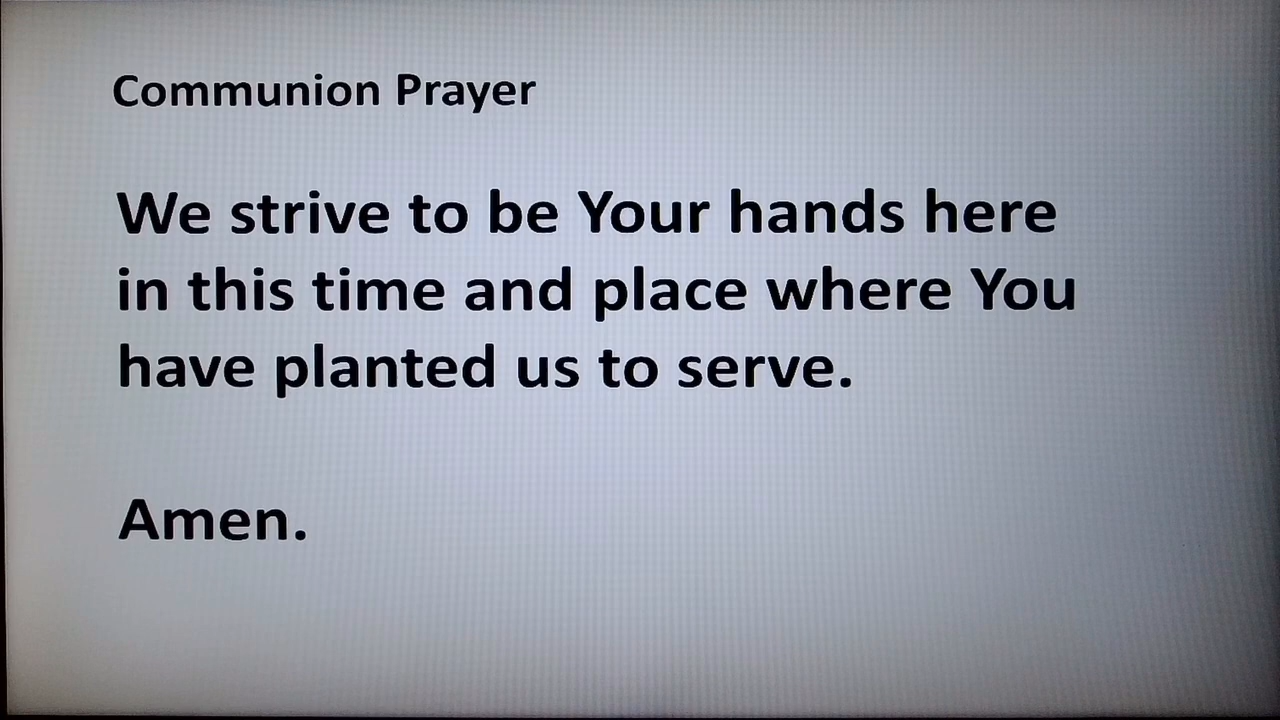 Communion Prayer
We strive to be Your hands here
in this time and place where You
have planted us to serve.
Amen.